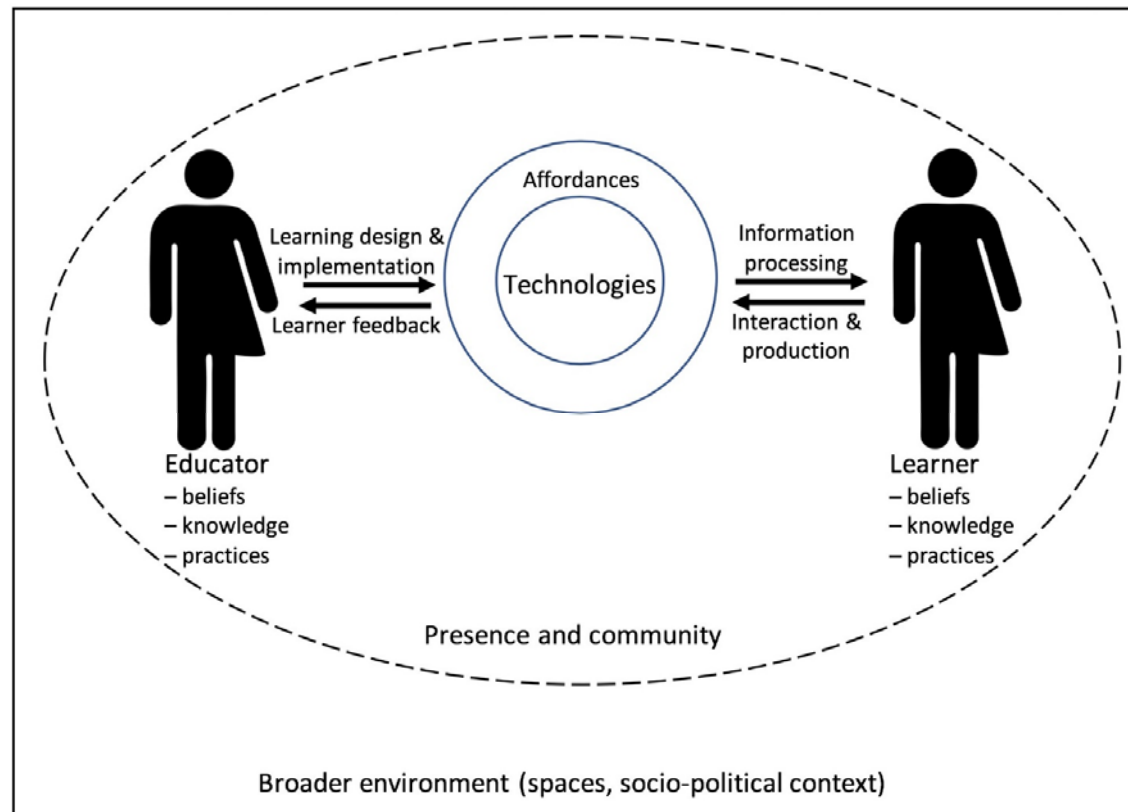 Affordances
Technologies
Learning design &
implementation
Learner feedback
Information
processing
Interaction &
production
Educator
– beliefs
– knowledge
– practices
Learner
– beliefs
– knowledge
– practices
Presence and community
Broader environment (spaces, socio-political context)